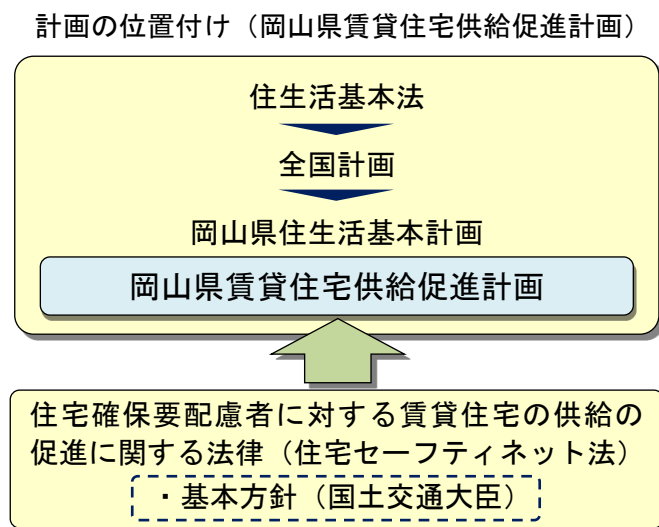 計画の位置付け（岡山県賃貸住宅供給促進計画）
住生活基本法
全国計画
岡山県住生活基本計画
岡山県賃貸住宅供給促進計画
住宅確保要配慮者に対する賃貸住宅の供給の
促進に関する法律（住宅セーフティネット法）
・基本方針（国土交通大臣）